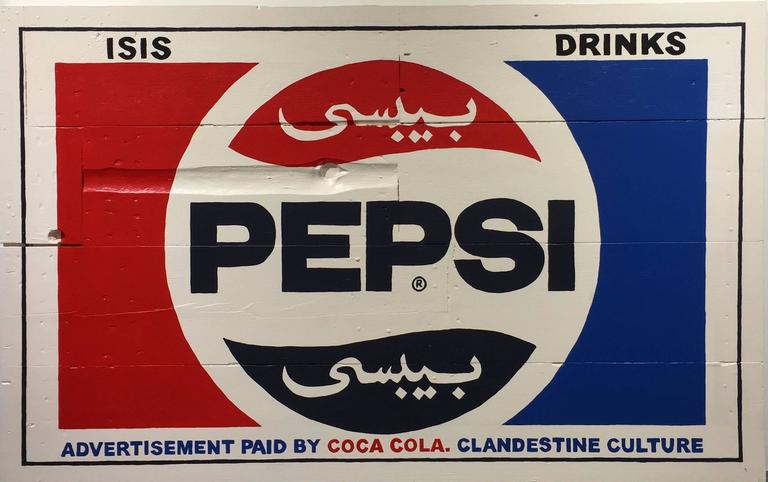 ISIS DRINKS
بيبسى
PEPSI®
بيبسى
ADVERTISEMENT PAID BY COCA COLA. CLANDESTINE CULTURE